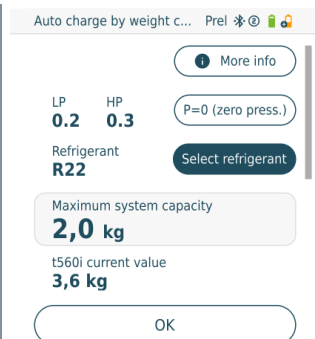 Auto charge by weight c... Prel
More info
LP HP
0.2 0.3
P=0 (zero press.)
Refrigerant
R22
Select refrigerant
Maximum system capacity
2,0 kg
t560i current value
3,6 kg
OK